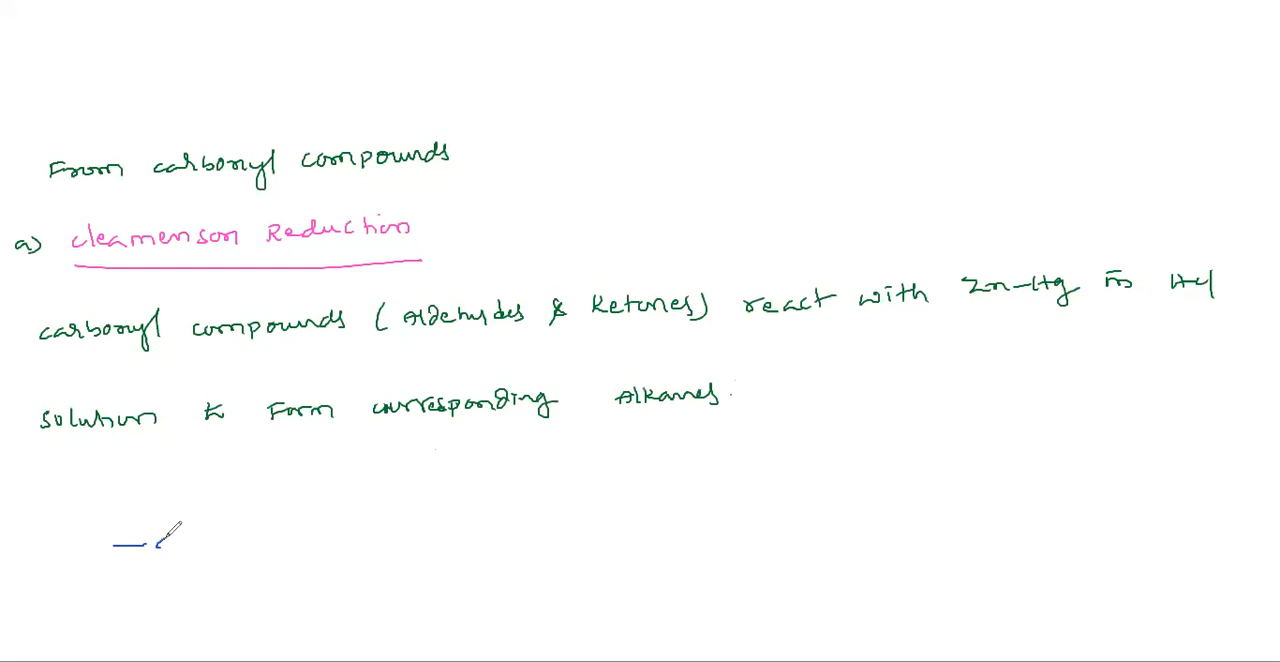 From carbonyl compounds
a) cleamenson Reduction
carbonyl compounds (Aldehydes & Ketones) react with Zn-Hg in HCl
solution to Form corresponding Alkanes.